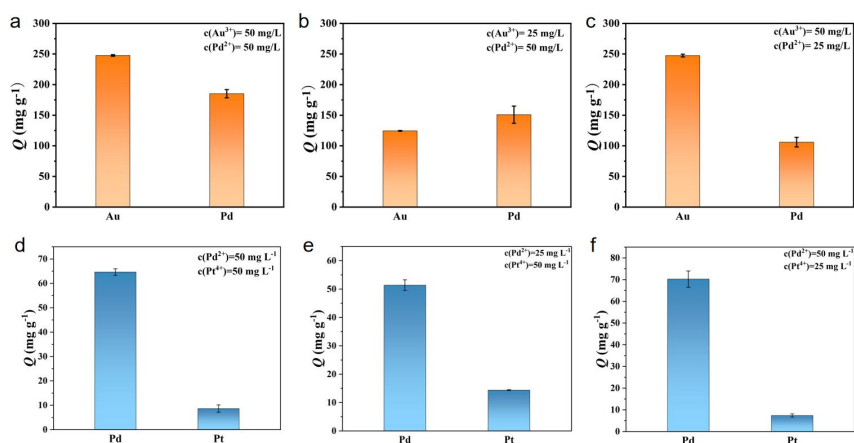 a
c(Au³⁺)= 50 mg/L
c(Pd²⁺)= 50 mg/L
Q (mg g⁻¹)
300
250
200
150
100
50
0
Au Pd
b
c(Au³⁺)= 25 mg/L
c(Pd²⁺)= 50 mg/L
Q (mg g⁻¹)
300
250
200
150
100
50
0
Au Pd
c
c(Au³⁺)= 50 mg/L
c(Pd²⁺)= 25 mg/L
Q (mg g⁻¹)
300
250
200
150
100
50
0
Au Pd
d
c(Pd²⁺)=50 mg L⁻¹
c(Pt⁴⁺)=50 mg L⁻¹
Q (mg g⁻¹)
70
60
50
40
30
20
10
0
Pd Pt
e
c(Pd²⁺)=25 mg L⁻¹
c(Pt⁴⁺)=50 mg L⁻¹
Q (mg g⁻¹)
60
50
40
30
20
10
0
Pd Pt
f
c(Pd²⁺)=50 mg L⁻¹
c(Pt⁴⁺)=25 mg L⁻¹
Q (mg g⁻¹)
80
70
60
50
40
30
20
10
0
Pd Pt